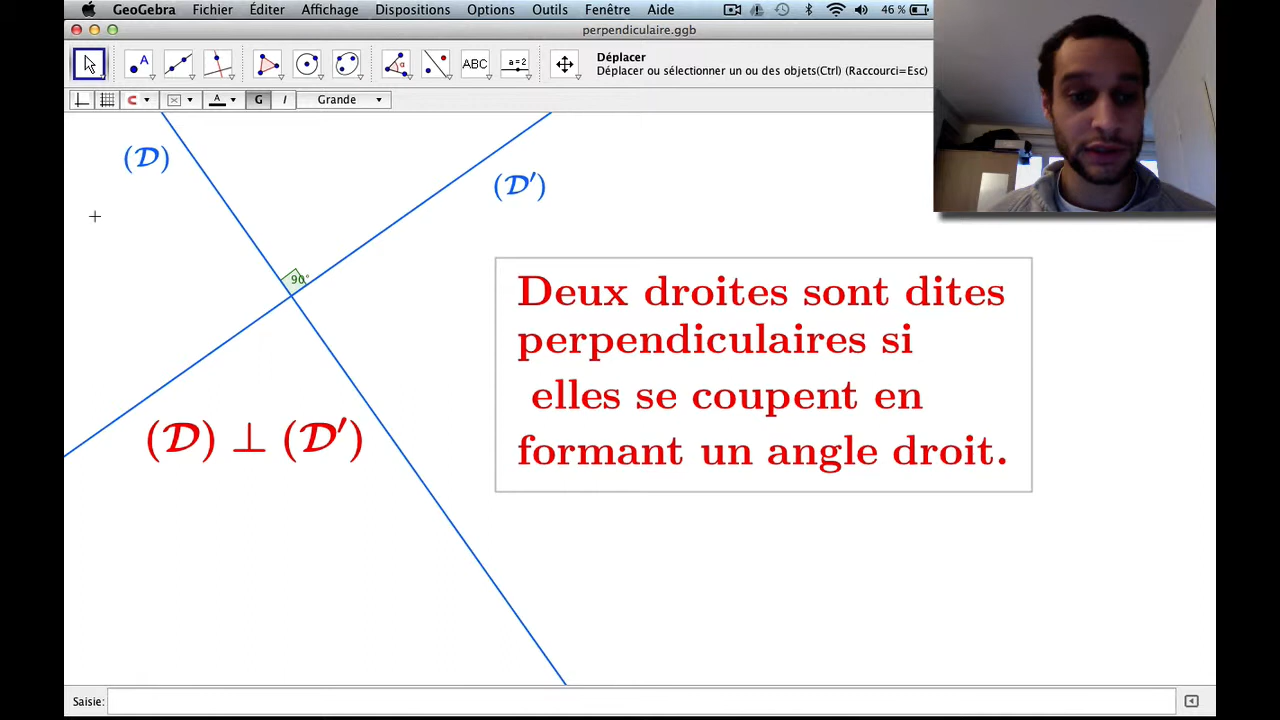 GeoGebra Fichier Éditer Affichage Dispositions Options Outils Fenêtre Aide 46 %
perpendiculaire.ggb
A ABC a=2 Déplacer
Déplacer ou sélectionner un ou des objets(Ctrl) (Raccourci=Esc)
A G I Grande
(𝒟)
(𝒟′)
90°
Deux droites sont dites
perpendiculaires si
elles se coupent en
formant un angle droit.
(𝒟) ⊥ (𝒟′)
Saisie: